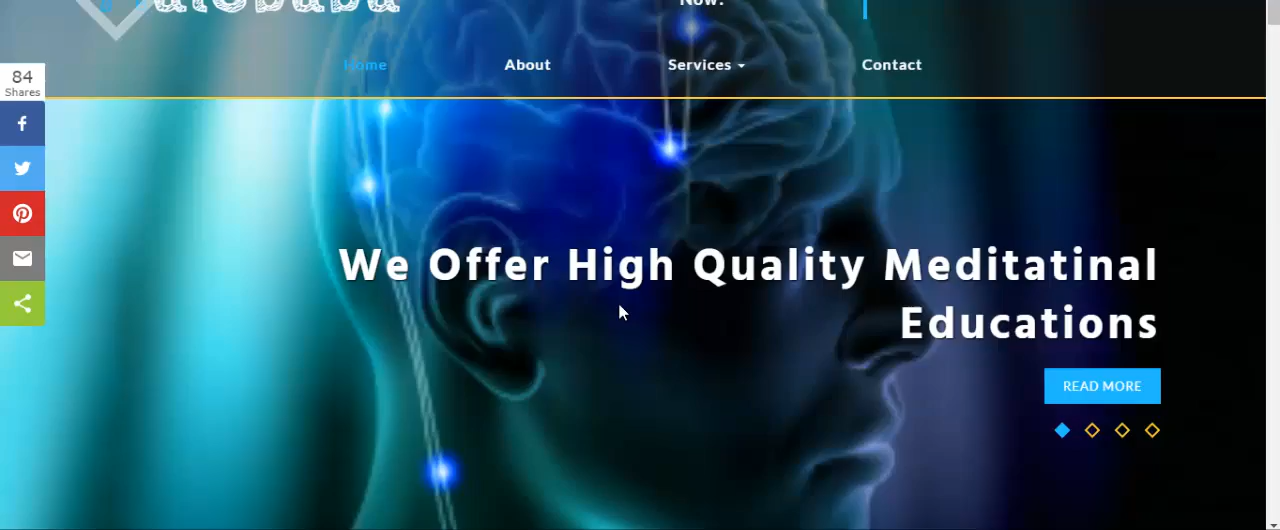 Now!
Home About Services Contact
84
Shares
We Offer High Quality Meditatinal
Educations
READ MORE